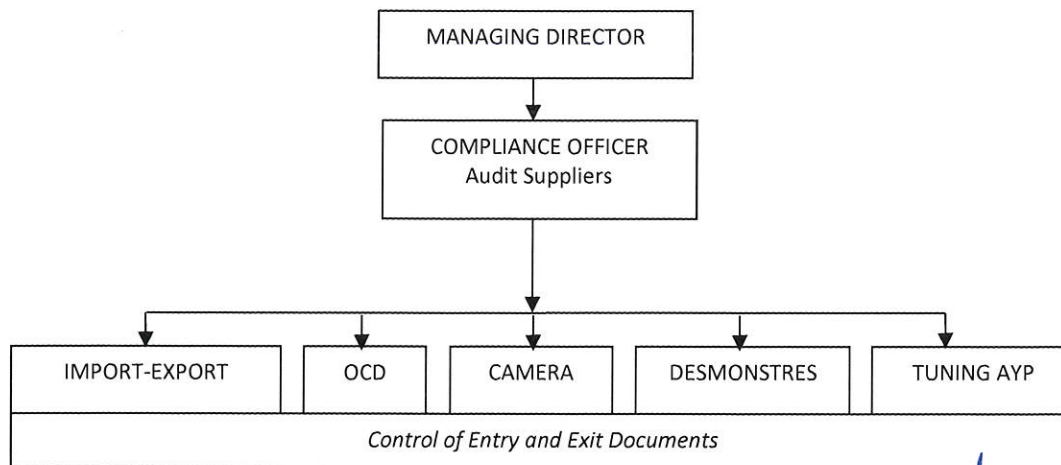 MANAGING DIRECTOR
COMPLIANCE OFFICER
Audit Suppliers
IMPORT-EXPORT
OCD
CAMERA
DESMONSTRES
TUNING AYP
Control of Entry and Exit Documents